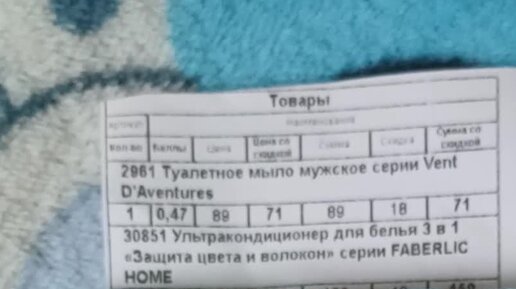 Товары
Артикул Наименование
Кол-во Баллы Цена Цена со скидкой Сумма Скидка Сумма со скидкой
2961 Туалетное мыло мужское серии Vent
D'Aventures
1 0,47 89 71 89 18 71
30851 Ультракондиционер для белья 3 в 1
«Защита цвета и волокон» серии FABERLIC
HOME